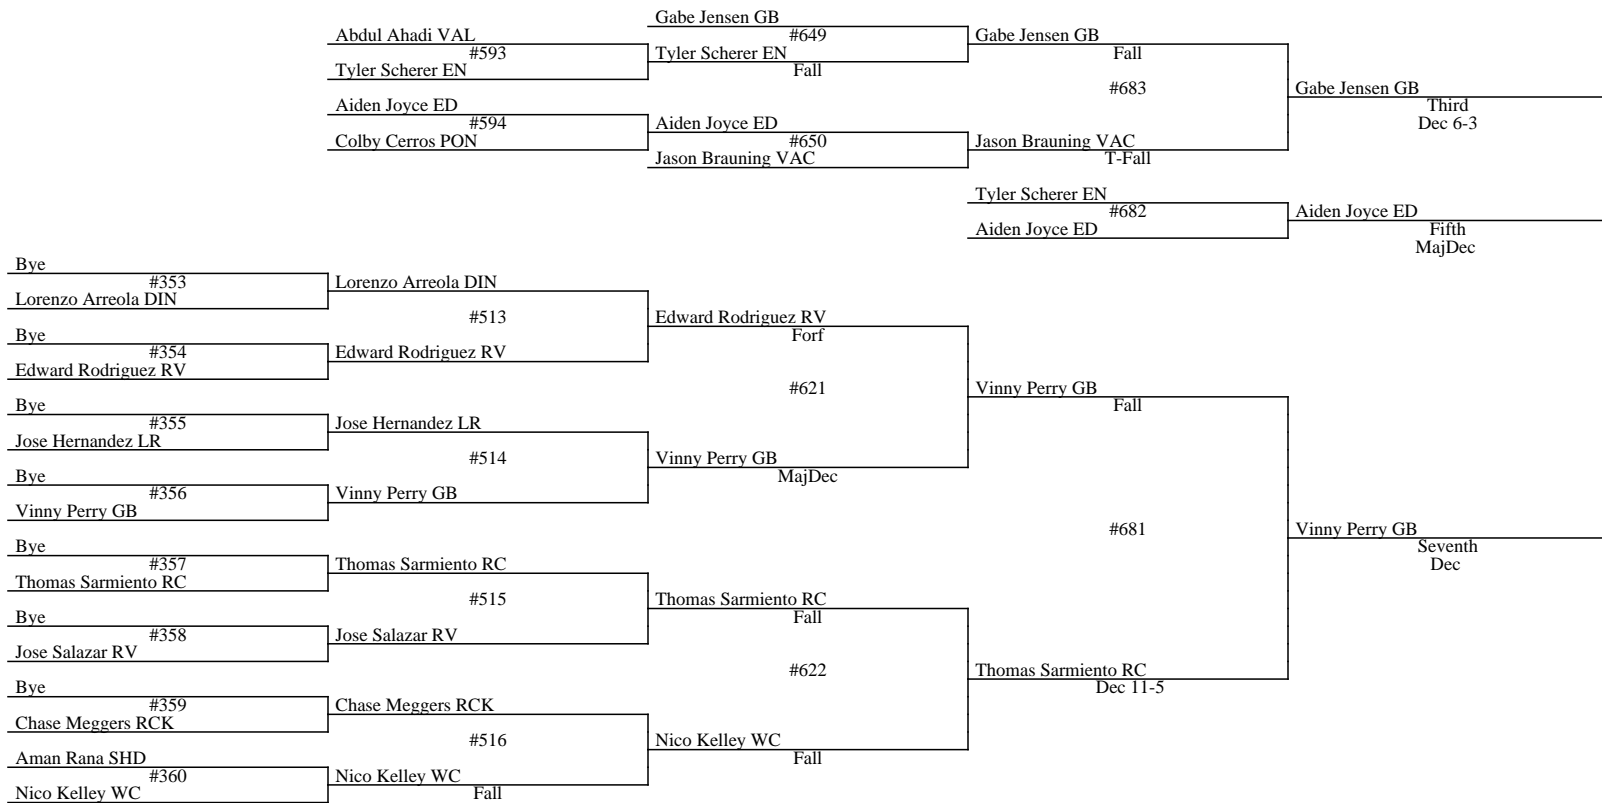 Gabe Jensen GB
Abdul Ahadi VAL
#649
Gabe Jensen GB
#593
Tyler Scherer EN
Fall
Tyler Scherer EN
Fall
#683
Gabe Jensen GB
Aiden Joyce ED
Third
#594
Aiden Joyce ED
Dec 6-3
Colby Cerros PON
#650
Jason Brauning VAC
Jason Brauning VAC
T-Fall
Tyler Scherer EN
#682
Aiden Joyce ED
Aiden Joyce ED
Fifth
MajDec
Bye
#353
Lorenzo Arreola DIN
Lorenzo Arreola DIN
#513
Edward Rodriguez RV
Bye
Forf
#354
Edward Rodriguez RV
Edward Rodriguez RV
#621
Vinny Perry GB
Bye
Fall
#355
Jose Hernandez LR
Jose Hernandez LR
#514
Vinny Perry GB
Bye
MajDec
#356
Vinny Perry GB
Vinny Perry GB
#681
Vinny Perry GB
Bye
Seventh
#357
Thomas Sarmiento RC
Dec
Thomas Sarmiento RC
#515
Thomas Sarmiento RC
Bye
Fall
#358
Jose Salazar RV
Jose Salazar RV
#622
Thomas Sarmiento RC
Bye
Dec 11-5
#359
Chase Meggers RCK
Chase Meggers RCK
#516
Nico Kelley WC
Aman Rana SHD
Fall
#360
Nico Kelley WC
Nico Kelley WC
Fall